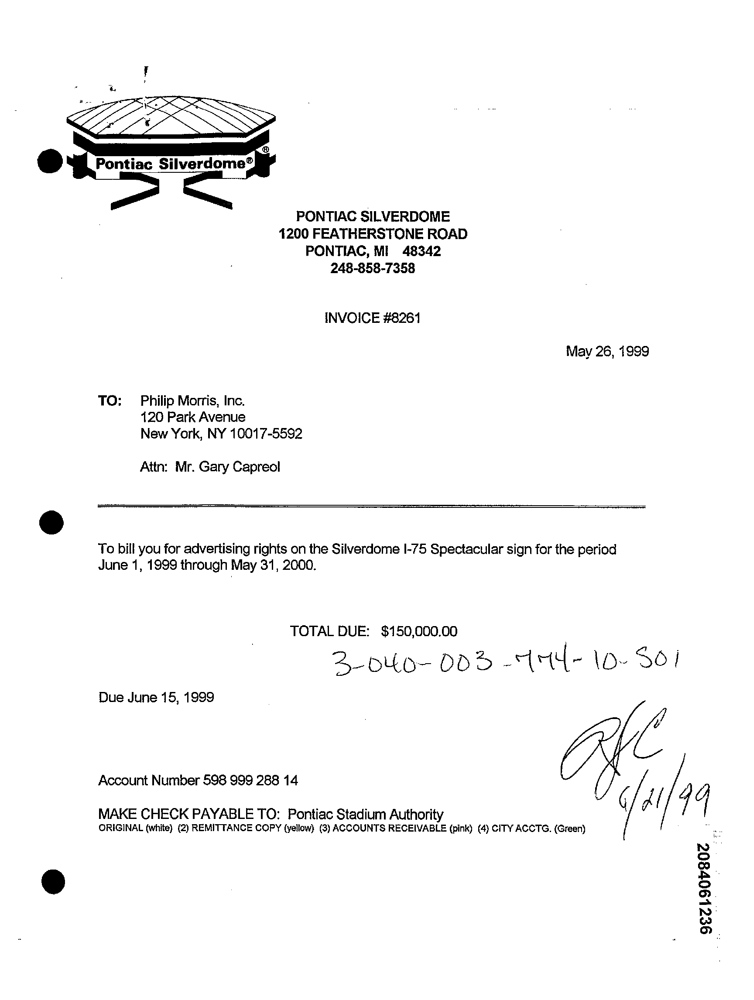 Pontiac Silverdome®
®
PONTIAC SILVERDOME
1200 FEATHERSTONE ROAD
PONTIAC, MI 48342
248-858-7358
INVOICE #8261
May 26, 1999
TO: Philip Morris, Inc.
120 Park Avenue
New York, NY 10017-5592
Attn: Mr. Gary Capreol
To bill you for advertising rights on the Silverdome I-75 Spectacular sign for the period
June 1, 1999 through May 31, 2000.
TOTAL DUE: $150,000.00
3-040-003-774-10-501
Due June 15, 1999
6/21/99
Account Number 598 999 288 14
MAKE CHECK PAYABLE TO: Pontiac Stadium Authority
ORIGINAL (white) (2) REMITTANCE COPY (yellow) (3) ACCOUNTS RECEIVABLE (pink) (4) CITY ACCTG. (Green)
2084061236